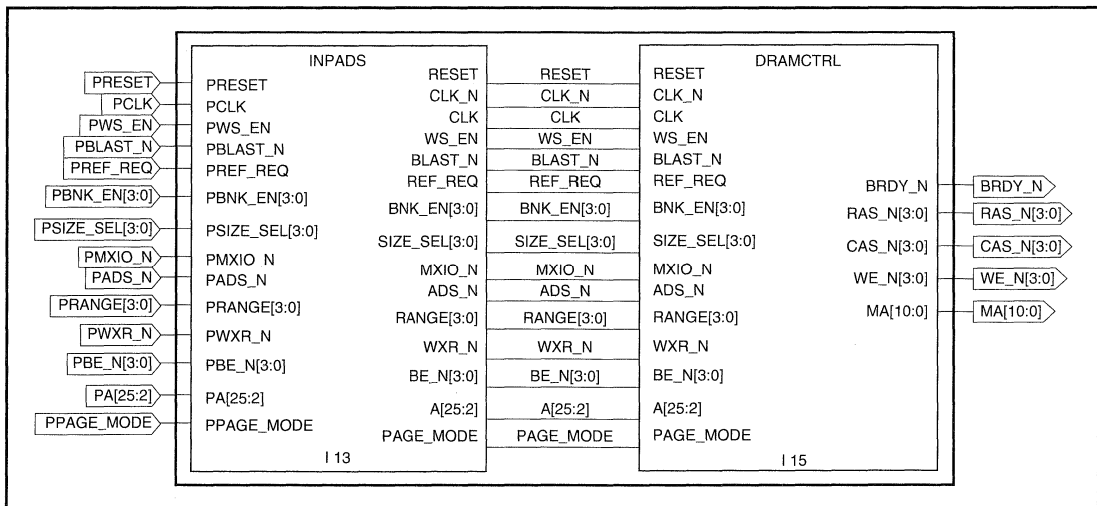 INPADS
DRAMCTRL
PRESET PRESET RESET RESET RESET
PCLK PCLK CLK_N CLK_N CLK_N
PWS_EN PWS_EN CLK CLK CLK
PBLAST_N PBLAST_N WS_EN WS_EN WS_EN
PREF_REQ PREF_REQ BLAST_N BLAST_N BLAST_N
REF_REQ REF_REQ REF_REQ BRDY_N BRDY_N
PBNK_EN[3:0] PBNK_EN[3:0] BNK_EN[3:0] BNK_EN[3:0] BNK_EN[3:0] RAS_N[3:0] RAS_N[3:0]
PSIZE_SEL[3:0] PSIZE_SEL[3:0] SIZE_SEL[3:0] SIZE_SEL[3:0] SIZE_SEL[3:0] CAS_N[3:0] CAS_N[3:0]
PMXIO_N PMXIO_N MXIO_N MXIO_N MXIO_N WE_N[3:0] WE_N[3:0]
PADS_N PADS_N ADS_N ADS_N ADS_N
PRANGE[3:0] PRANGE[3:0] RANGE[3:0] RANGE[3:0] RANGE[3:0] MA[10:0] MA[10:0]
PWXR_N PWXR_N WXR_N WXR_N WXR_N
PBE_N[3:0] PBE_N[3:0] BE_N[3:0] BE_N[3:0] BE_N[3:0]
PA[25:2] PA[25:2] A[25:2] A[25:2] A[25:2]
PPAGE_MODE PPAGE_MODE PAGE_MODE PAGE_MODE PAGE_MODE
I 13 I 15